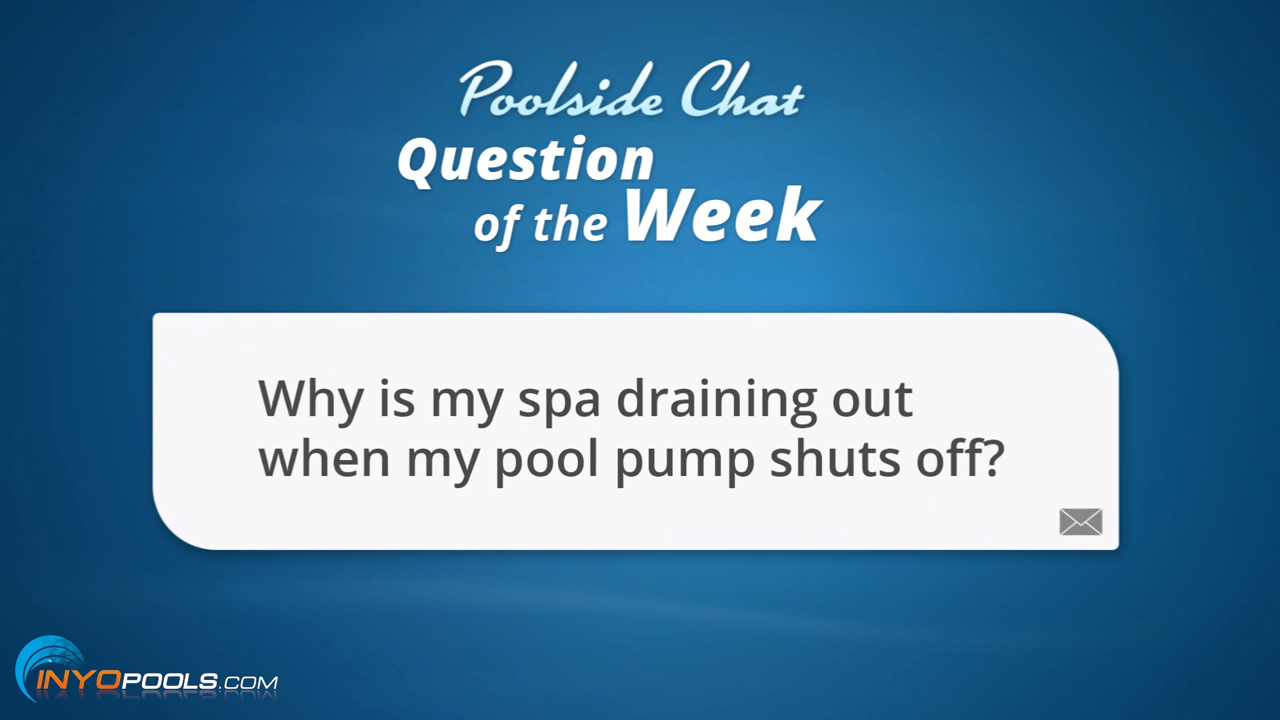 Poolside Chat
Question
of the Week
Why is my spa draining out
when my pool pump shuts off?
INYOPOOLS.COM